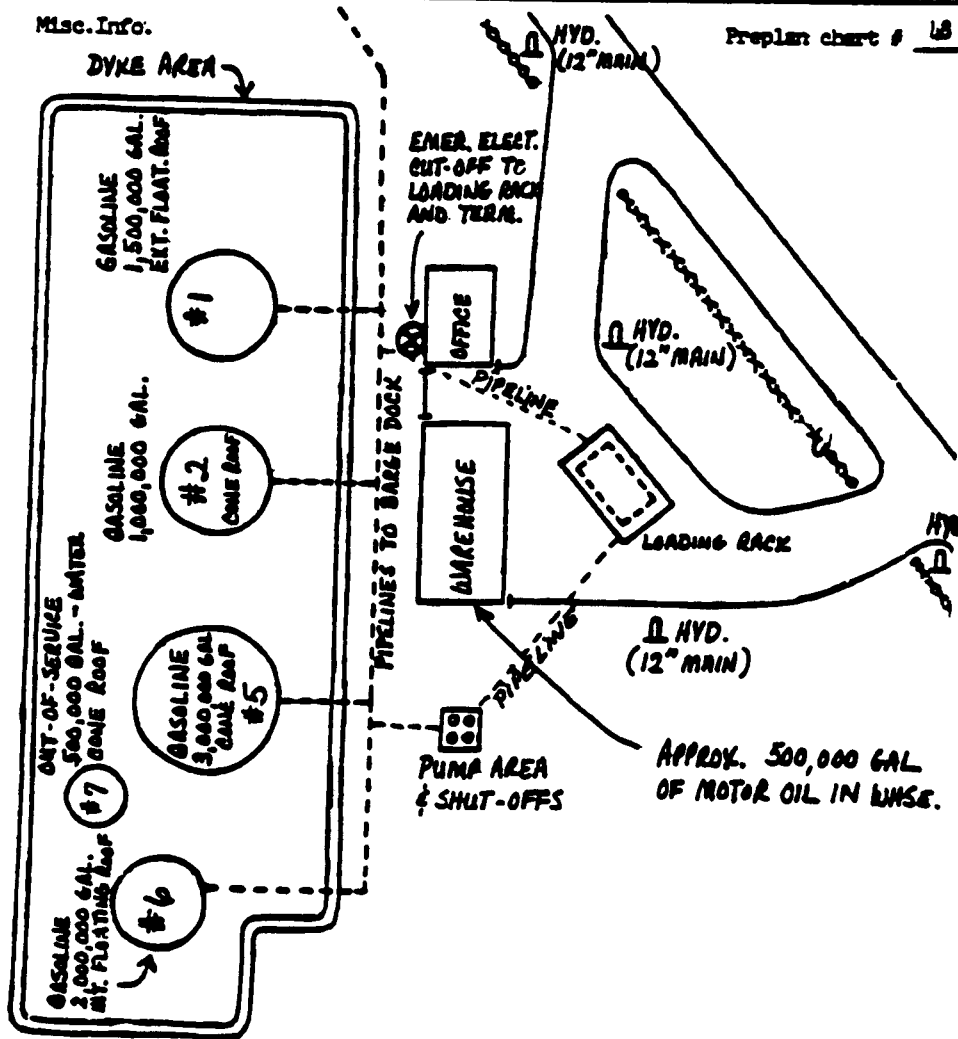 Misc.Info.
Preplan chart # 48
DYKE AREA
HYD.
(12" MAIN)
EMER. ELECT.
CUT-OFF TO
LOADING RACK
AND TERM.
GASOLINE
1,500,000 GAL.
EXT. FLOAT. ROOF
#1
OFFICE
HYD.
(12" MAIN)
PIPELINE
GASOLINE
1,000,000 GAL.
#2
CONE ROOF
PIPELINES TO BARGE DOCK
WAREHOUSE
LOADING RACK
HYD
OUT-OF-SERVICE
500,000 GAL. - WATER
CONE ROOF
#7
GASOLINE
3,000,000 GAL
CONE ROOF
#5
HYD.
(12" MAIN)
PIPELINE
PUMP AREA
& SHUT-OFFS
APPROX. 500,000 GAL
OF MOTOR OIL IN WHSE.
GASOLINE
2,000,000 GAL.
INT. FLOATING ROOF
#6